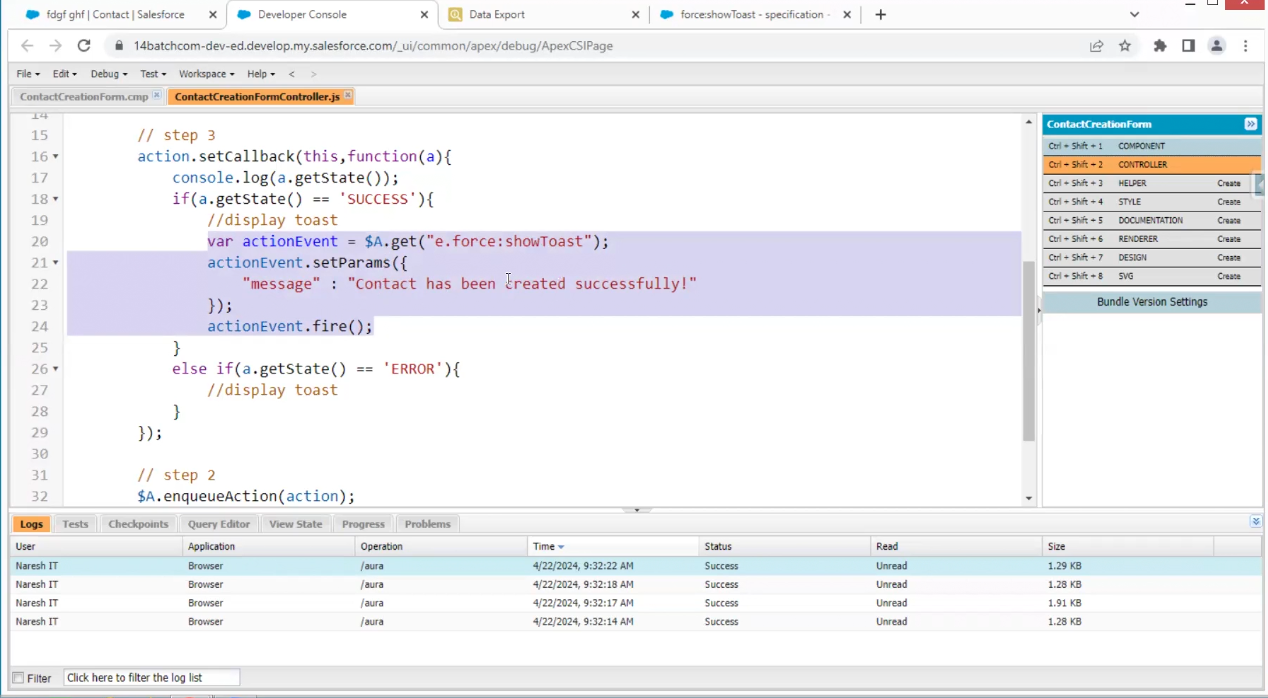 fdgf ghf | Contact | Salesforce
Developer Console
Data Export
force:showToast - specification -
14batchcom-dev-ed.develop.my.salesforce.com/_ui/common/apex/debug/ApexCSIPage
File Edit Debug Test Workspace Help < >
ContactCreationForm.cmp ContactCreationFormController.js
14
15 // step 3
16 action.setCallback(this,function(a){
17 console.log(a.getState());
18 if(a.getState() == 'SUCCESS'){
19 //display toast
20 var actionEvent = $A.get("e.force:showToast");
21 actionEvent.setParams({
22 "message" : "Contact has been created successfully!"
23 });
24 actionEvent.fire();
25 }
26 else if(a.getState() == 'ERROR'){
27 //display toast
28 }
29 });
30
31 // step 2
32 $A.enqueueAction(action);
ContactCreationForm
Ctrl + Shift + 1 COMPONENT
Ctrl + Shift + 2 CONTROLLER
Ctrl + Shift + 3 HELPER Create
Ctrl + Shift + 4 STYLE Create
Ctrl + Shift + 5 DOCUMENTATION Create
Ctrl + Shift + 6 RENDERER Create
Ctrl + Shift + 7 DESIGN Create
Ctrl + Shift + 8 SVG Create
Bundle Version Settings
Logs Tests Checkpoints Query Editor View State Progress Problems
User Application Operation Time Status Read Size
Naresh IT Browser /aura 4/22/2024, 9:32:22 AM Success Unread 1.29 KB
Naresh IT Browser /aura 4/22/2024, 9:32:18 AM Success Unread 1.28 KB
Naresh IT Browser /aura 4/22/2024, 9:32:17 AM Success Unread 1.91 KB
Naresh IT Browser /aura 4/22/2024, 9:32:14 AM Success Unread 1.28 KB
Filter Click here to filter the log list